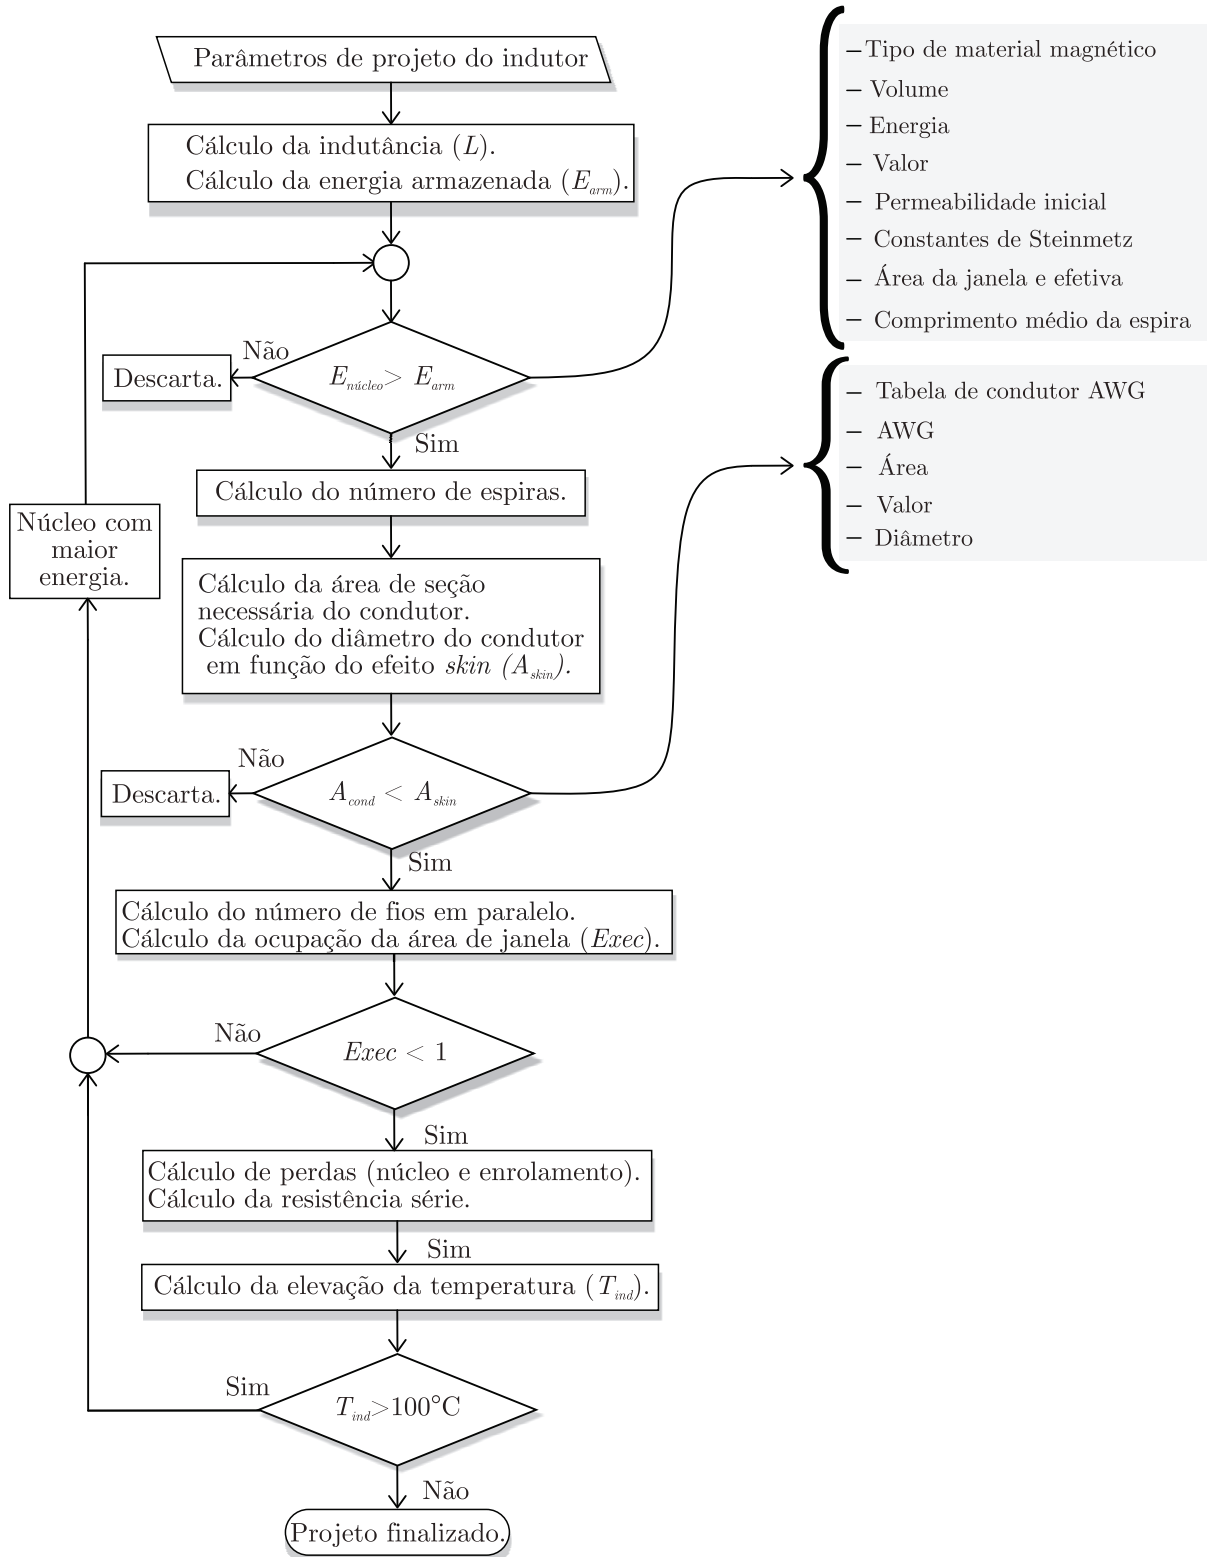 Parâmetros de projeto do indutor
Cálculo da indutância (L).
Cálculo da energia armazenada (E_arm).
Não
Descarta.
E_núcleo> E_arm
Sim
Cálculo do número de espiras.
Núcleo com
maior
energia.
Cálculo da área de seção
necessária do condutor.
Cálculo do diâmetro do condutor
em função do efeito skin (A_skin).
Não
Descarta.
A_cond < A_skin
Sim
Cálculo do número de fios em paralelo.
Cálculo da ocupação da área de janela (Exec).
Não
Exec < 1
Sim
Cálculo de perdas (núcleo e enrolamento).
Cálculo da resistência série.
Sim
Cálculo da elevação da temperatura (T_ind).
Sim
T_ind>100°C
Não
Projeto finalizado.
– Tipo de material magnético
– Volume
– Energia
– Valor
– Permeabilidade inicial
– Constantes de Steinmetz
– Área da janela e efetiva
– Comprimento médio da espira
– Tabela de condutor AWG
– AWG
– Área
– Valor
– Diâmetro